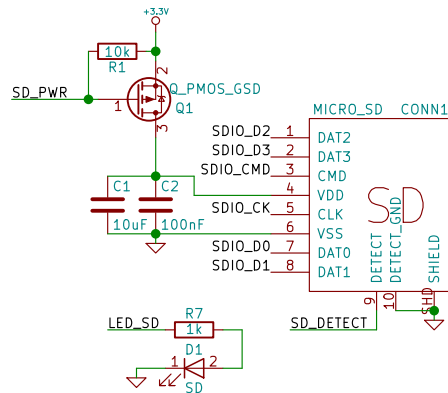 +3.3V
10k
R1
2
Q_PMOS_GSD
SD_PWR
1
Q1
3
MICRO_SD CONN1
SDIO_D2 1 DAT2
SDIO_D3 2 DAT3
SDIO_CMD 3 CMD
4 VDD
SDIO_CK 5 CLK
6 VSS
SDIO_D0 7 DAT0
SDIO_D1 8 DAT1
SD
DETECT
DETECT_GND
SHIELD
9
10
SHD
C1
10uF
C2
100nF
SD_DETECT
LED_SD
R7
1k
D1
1
2
SD